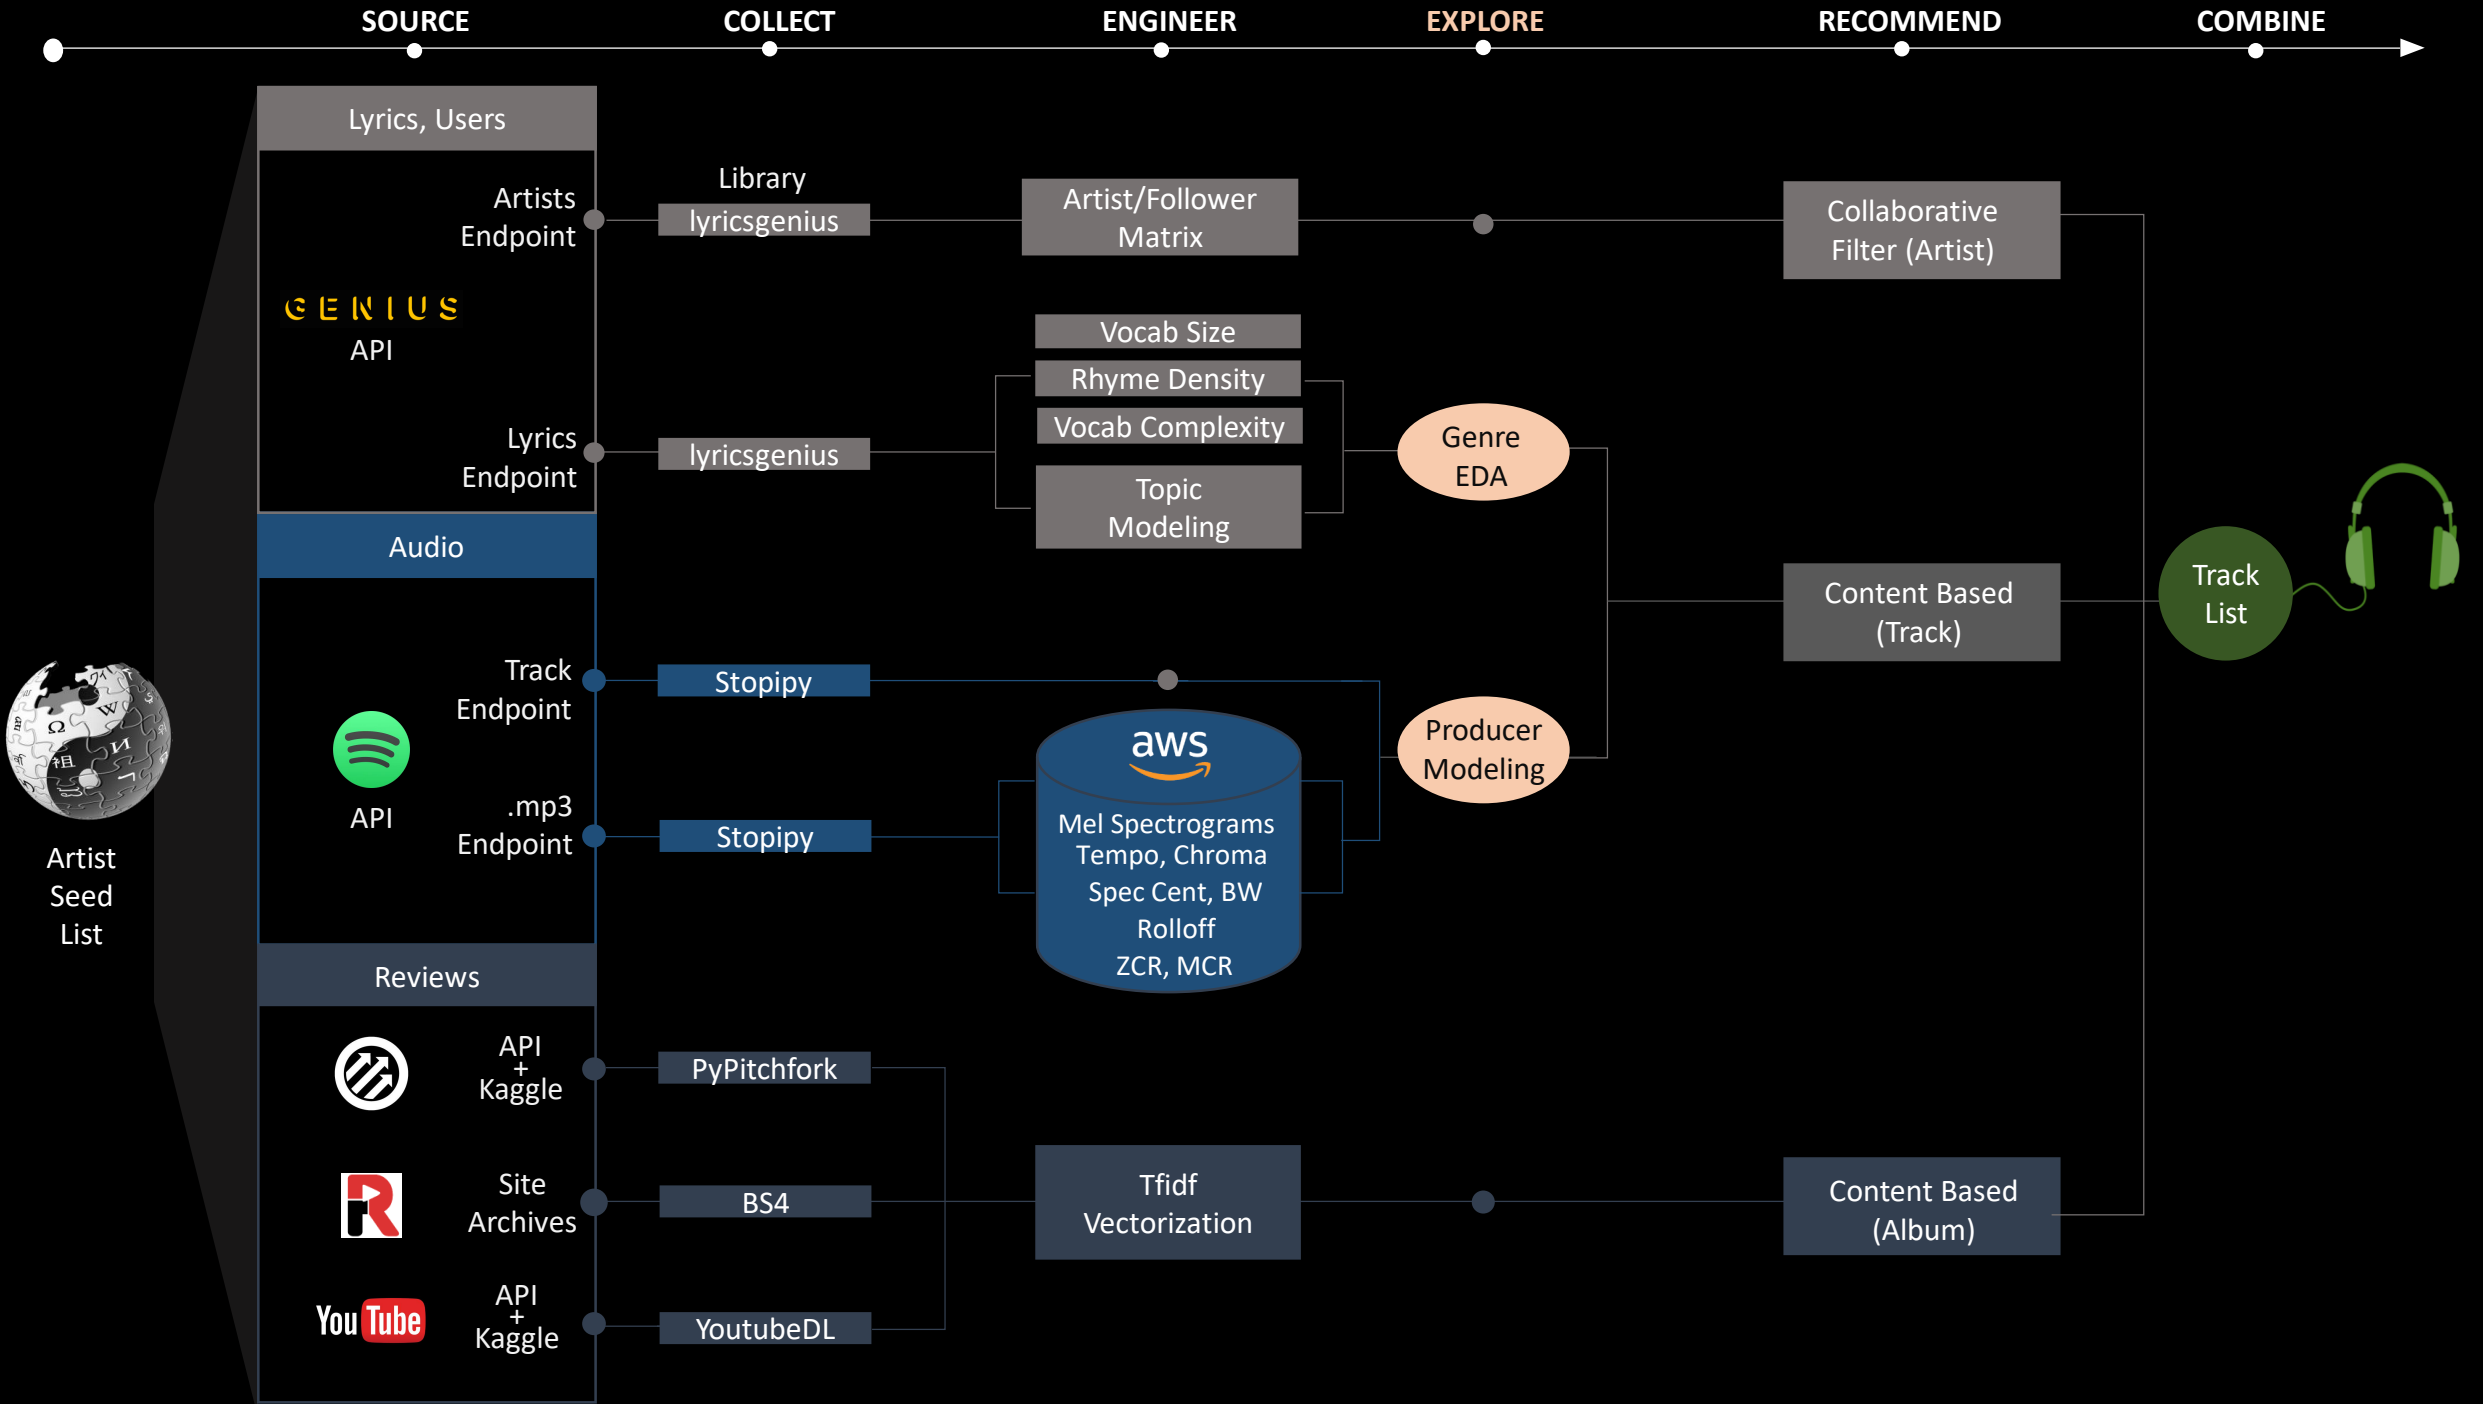 SOURCE
COLLECT
ENGINEER
EXPLORE
RECOMMEND
COMBINE
Lyrics, Users
Artists
Endpoint
GENIUS
API
Lyrics
Endpoint
Library
lyricsgenius
lyricsgenius
Artist/Follower
Matrix
Vocab Size
Rhyme Density
Vocab Complexity
Topic
Modeling
Genre
EDA
Collaborative
Filter (Artist)
Audio
Track
Endpoint
API
.mp3
Endpoint
Stopipy
Stopipy
aws
Mel Spectrograms
Tempo, Chroma
Spec Cent, BW
Rolloff
ZCR, MCR
Producer
Modeling
Content Based
(Track)
Track
List
Artist
Seed
List
Reviews
API
+
Kaggle
Site
Archives
YouTube
API
+
Kaggle
PyPitchfork
BS4
YoutubeDL
Tfidf
Vectorization
Content Based
(Album)